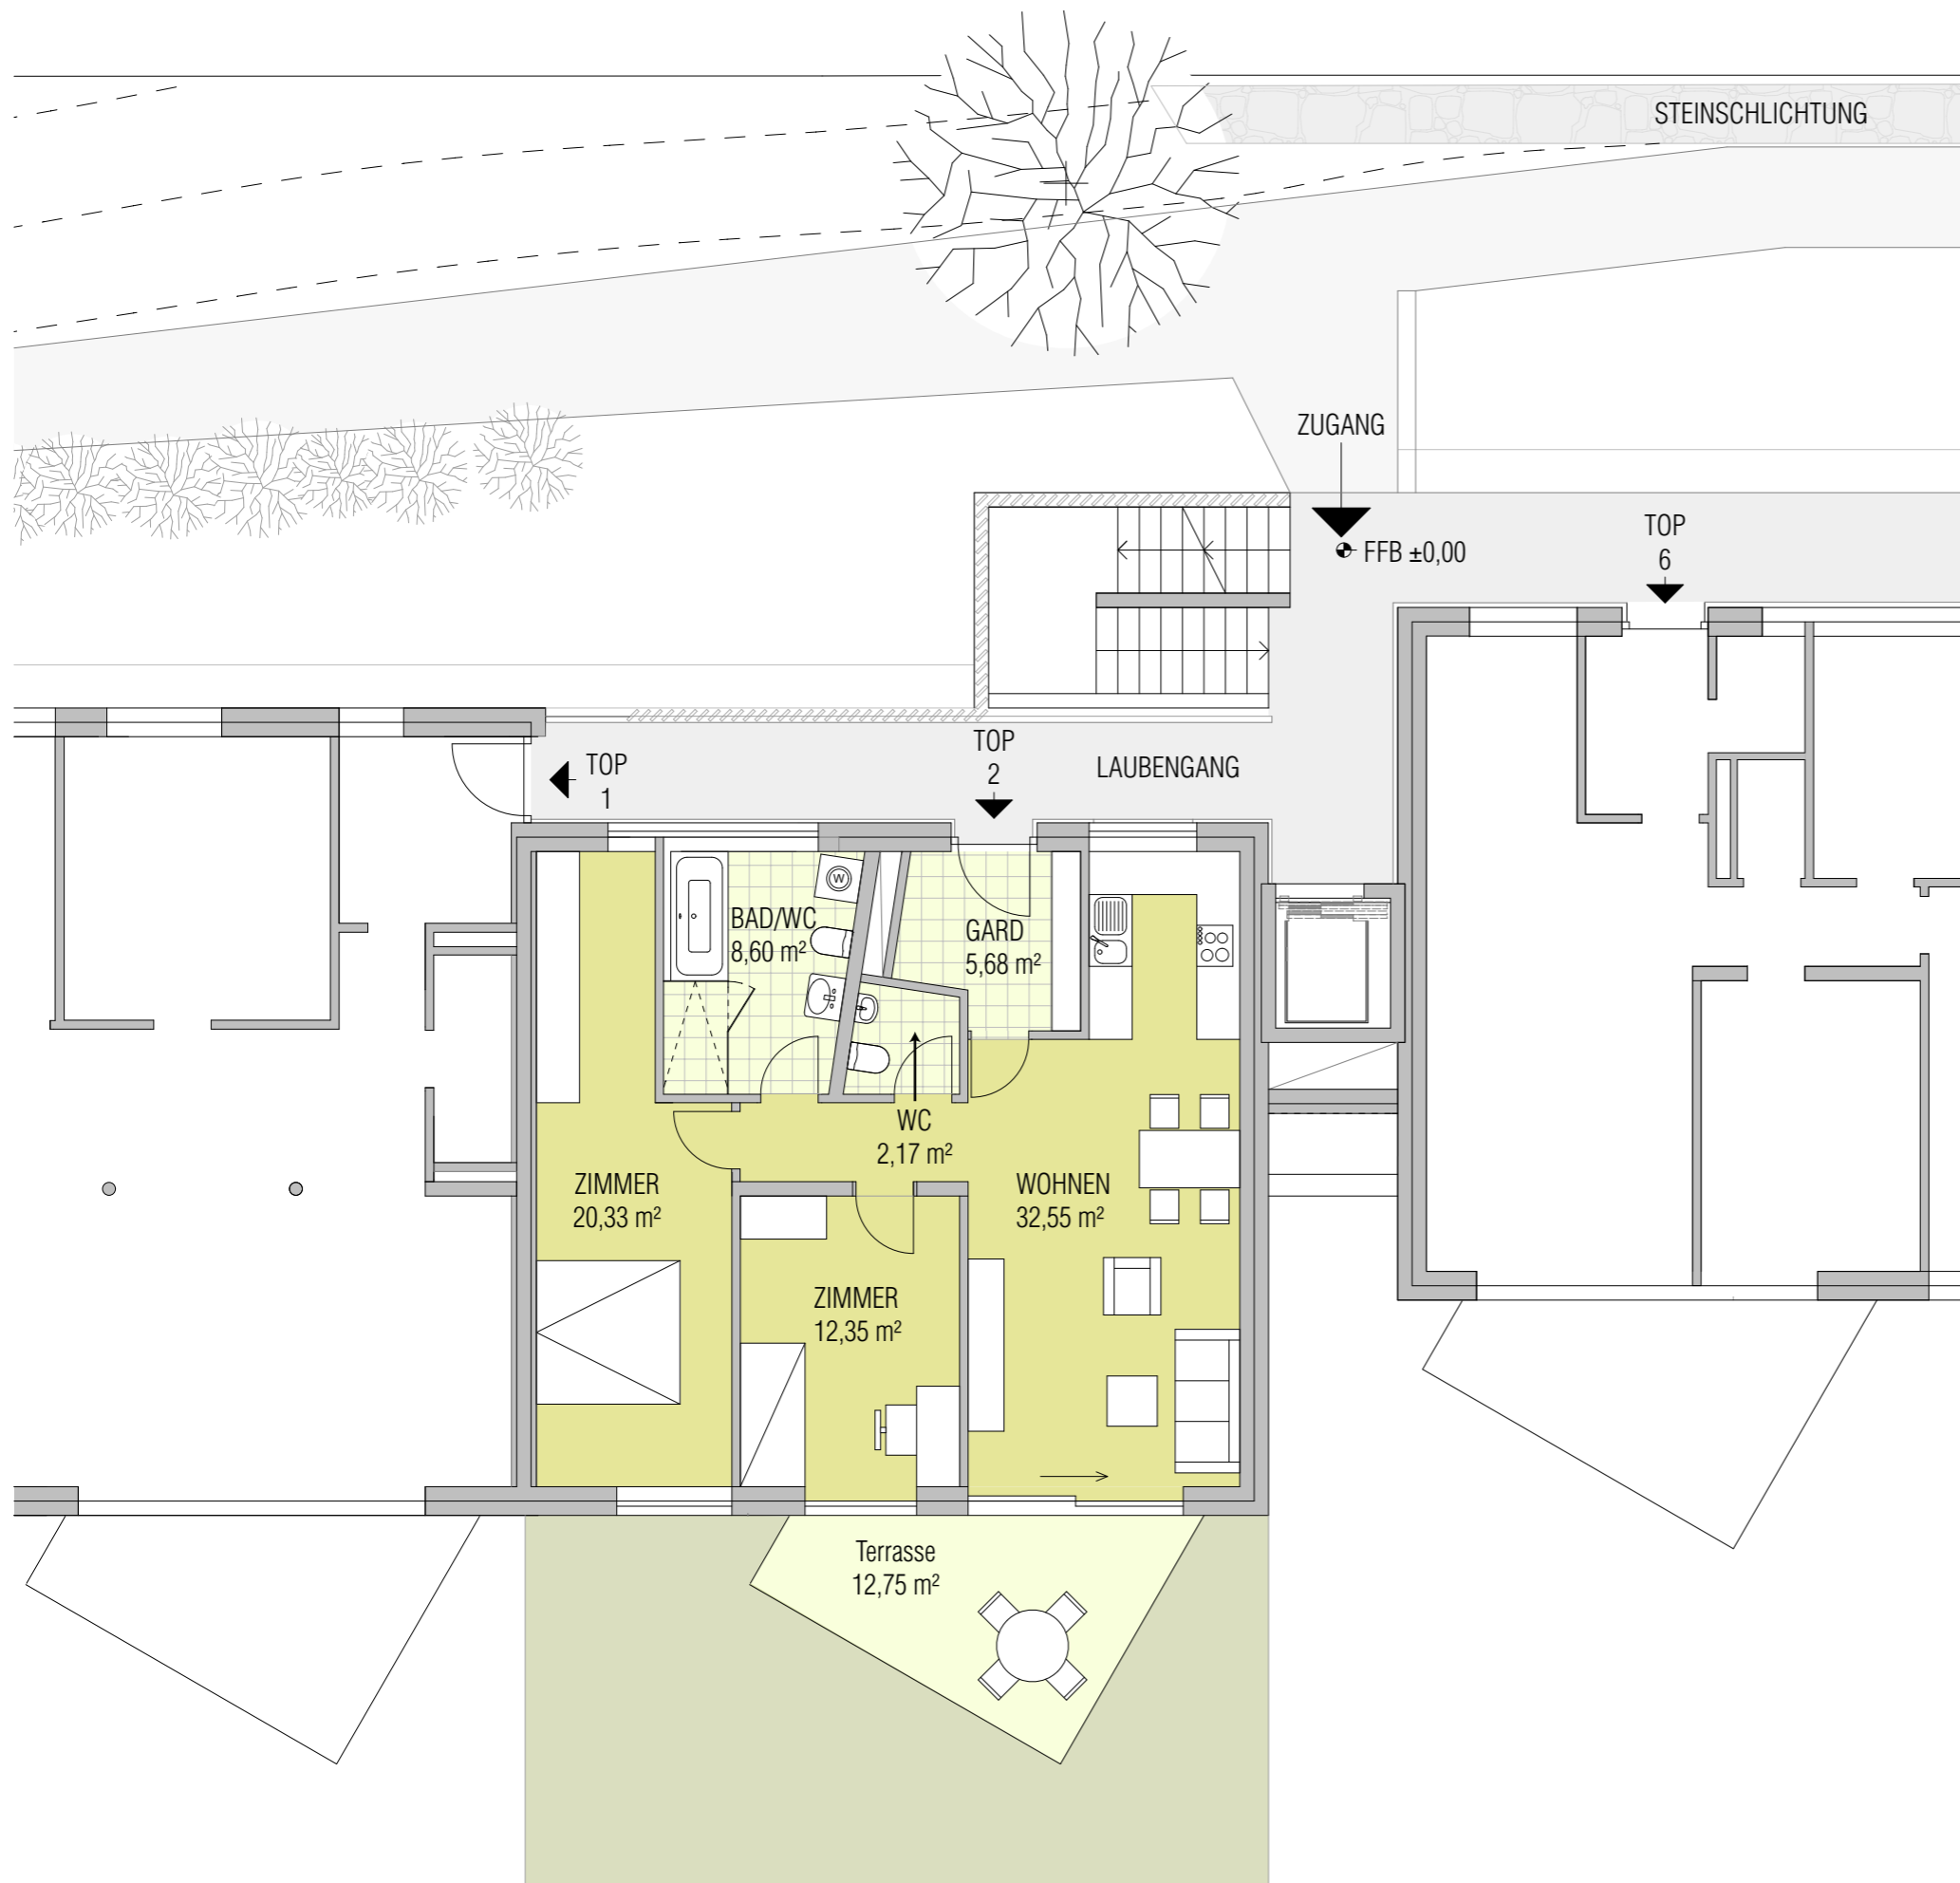 STEINSCHLICHTUNG
ZUGANG
FFB ±0,00
TOP
6
TOP
1
TOP
2
LAUBENGANG
BAD/WC
8,60 m²
W
GARD
5,68 m²
WC
2,17 m²
ZIMMER
20,33 m²
WOHNEN
32,55 m²
ZIMMER
12,35 m²
Terrasse
12,75 m²